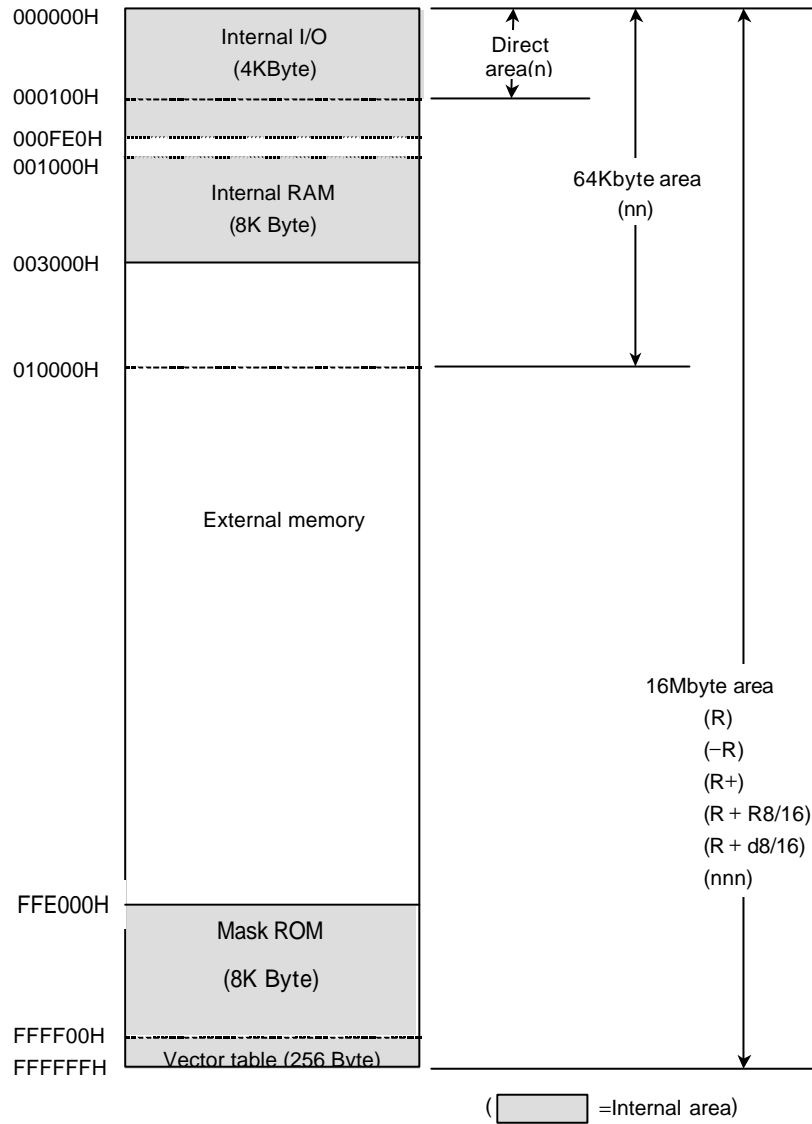 000000H
Internal I/O
(4KByte)
Direct
area(n)
000100H
000FE0H
001000H
Internal RAM
(8K Byte)
64Kbyte area
(nn)
003000H
010000H
External memory
16Mbyte area
(R)
(−R)
(R+)
(R + R8/16)
(R + d8/16)
(nnn)
FFE000H
Mask ROM
(8K Byte)
FFFF00H
Vector table (256 Byte)
FFFFFFH
( =Internal area)